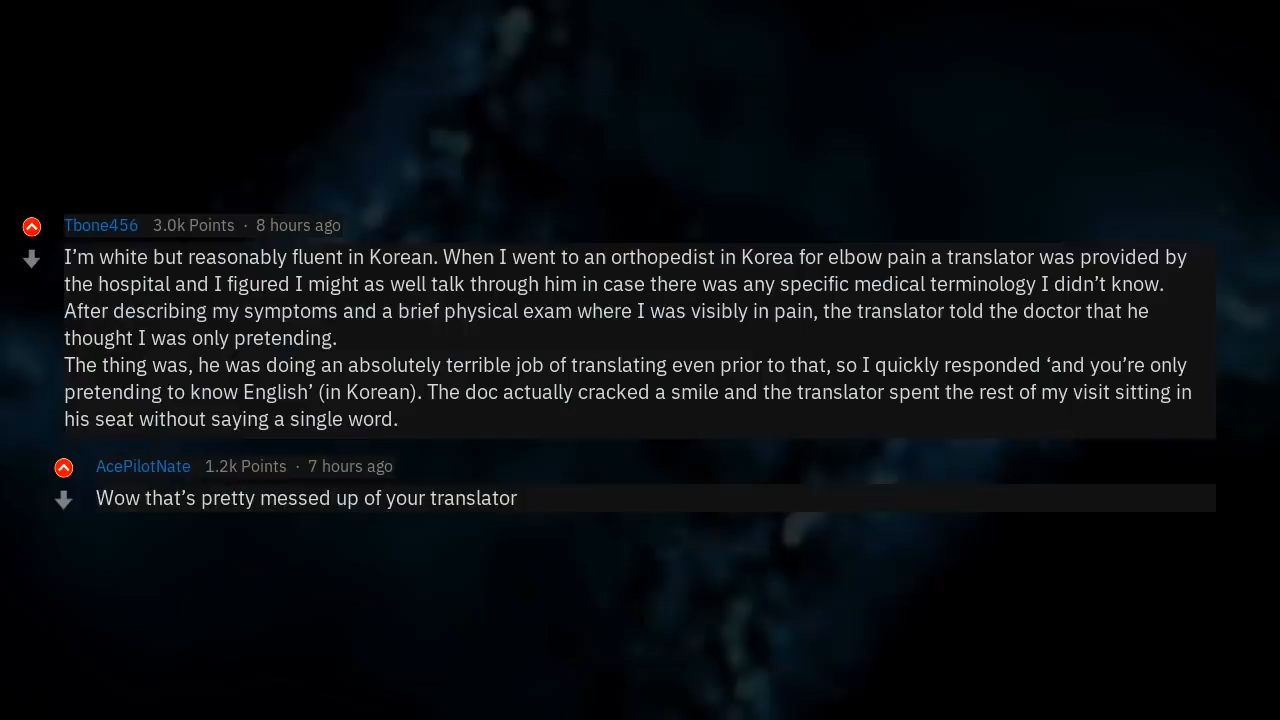 Tbone456 3.0k Points · 8 hours ago
I’m white but reasonably fluent in Korean. When I went to an orthopedist in Korea for elbow pain a translator was provided by
the hospital and I figured I might as well talk through him in case there was any specific medical terminology I didn’t know.
After describing my symptoms and a brief physical exam where I was visibly in pain, the translator told the doctor that he
thought I was only pretending.
The thing was, he was doing an absolutely terrible job of translating even prior to that, so I quickly responded ‘and you’re only
pretending to know English’ (in Korean). The doc actually cracked a smile and the translator spent the rest of my visit sitting in
his seat without saying a single word.
AcePilotNate 1.2k Points · 7 hours ago
Wow that’s pretty messed up of your translator